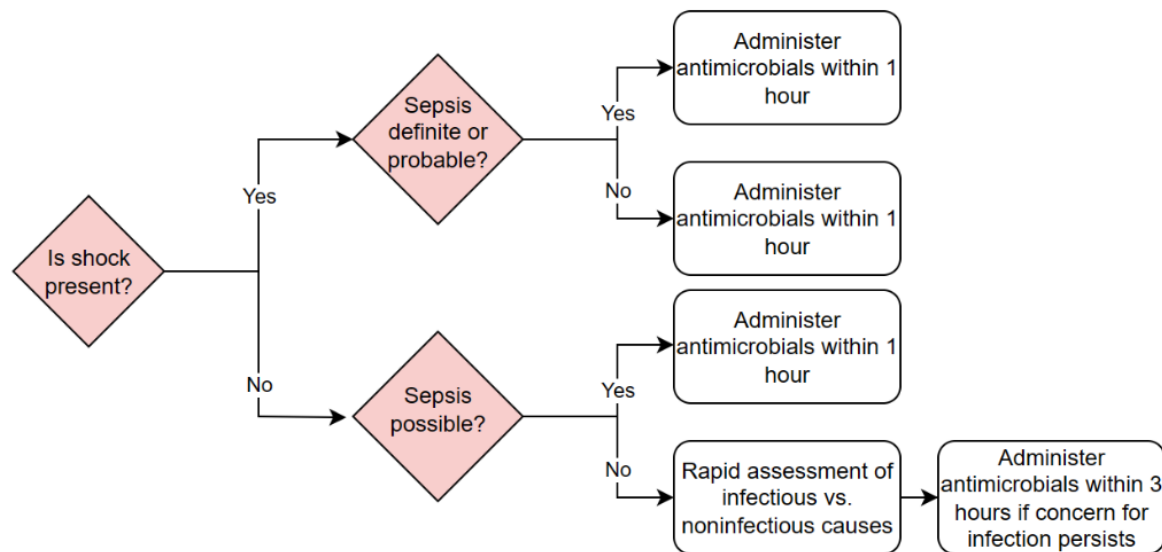 Is shock
present?
Yes
No
Sepsis
definite or
probable?
Yes
No
Administer
antimicrobials within 1
hour
Administer
antimicrobials within 1
hour
Sepsis
possible?
Yes
No
Administer
antimicrobials within 1
hour
Rapid assessment of
infectious vs.
noninfectious causes
Administer
antimicrobials within 3
hours if concern for
infection persists